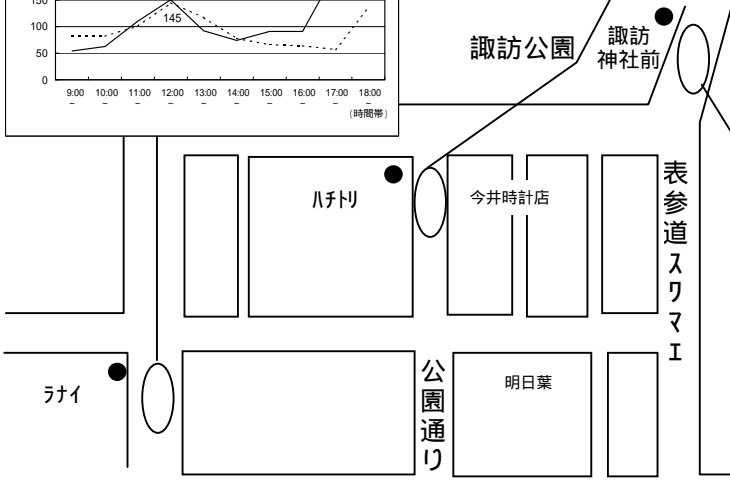 150
145
100
50
0
9:00 10:00 11:00 12:00 13:00 14:00 15:00 16:00 17:00 18:00
~ ~ ~ ~ ~ ~ ~ ~ ~ ~
(時間帯)
諏訪公園
諏訪
神社前
ハチトリ
今井時計店
表参道スワマエ
ラナイ
公園通り
明日葉